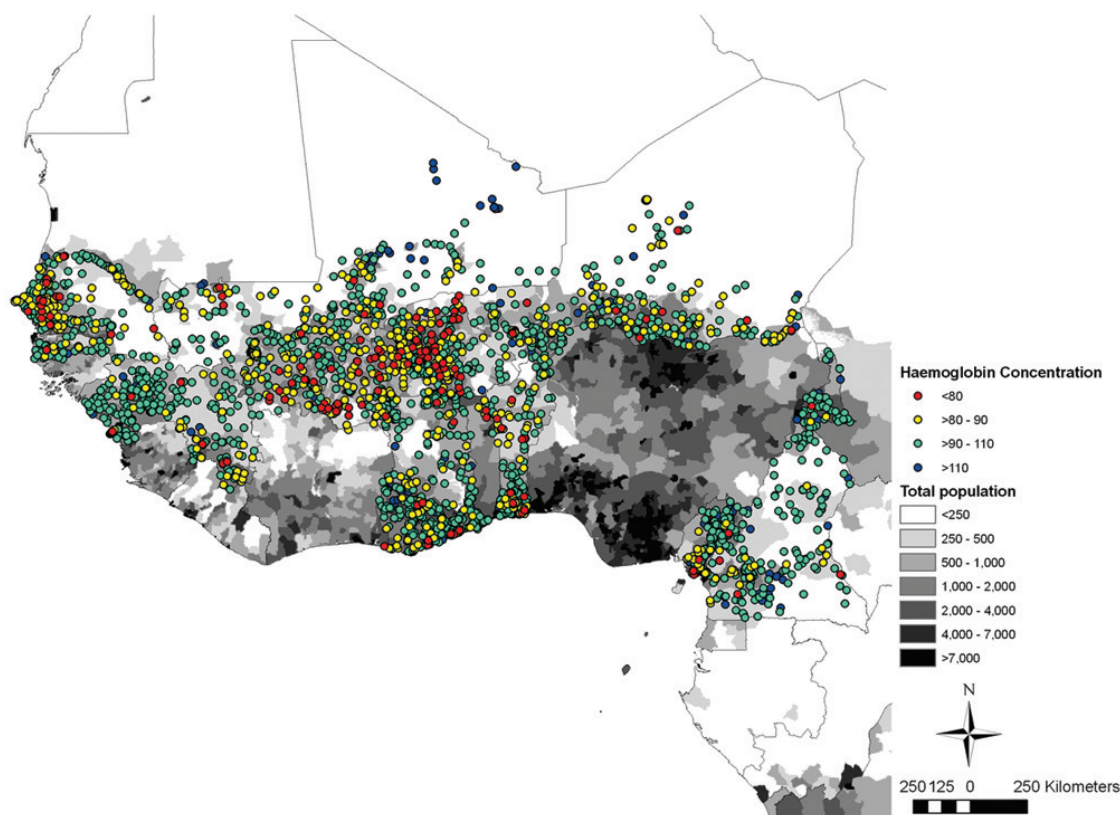 Haemoglobin Concentration
<80
>80 - 90
>90 - 110
>110
Total population
<250
250 - 500
500 - 1,000
1,000 - 2,000
2,000 - 4,000
4,000 - 7,000
>7,000
N
250 125 0 250 Kilometers